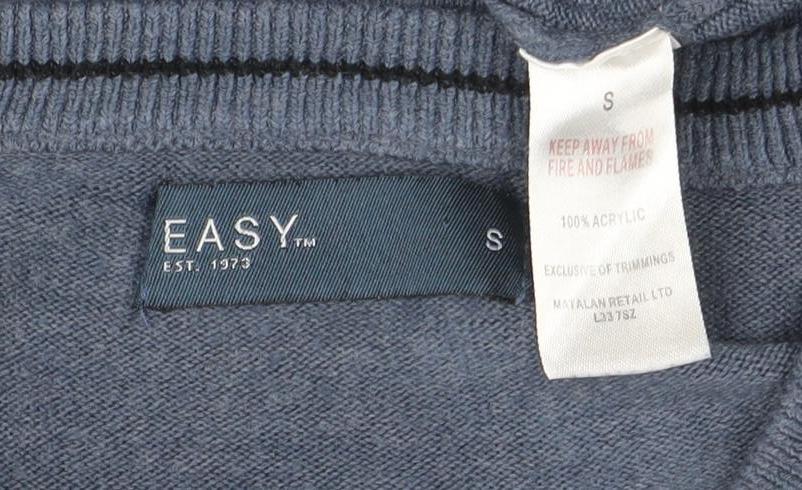 EASY™
EST. 1973
S
S
KEEP AWAY FROM
FIRE AND FLAMES
100% ACRYLIC
EXCLUSIVE OF TRIMMINGS
MATALAN RETAIL LTD
L33 7SZ